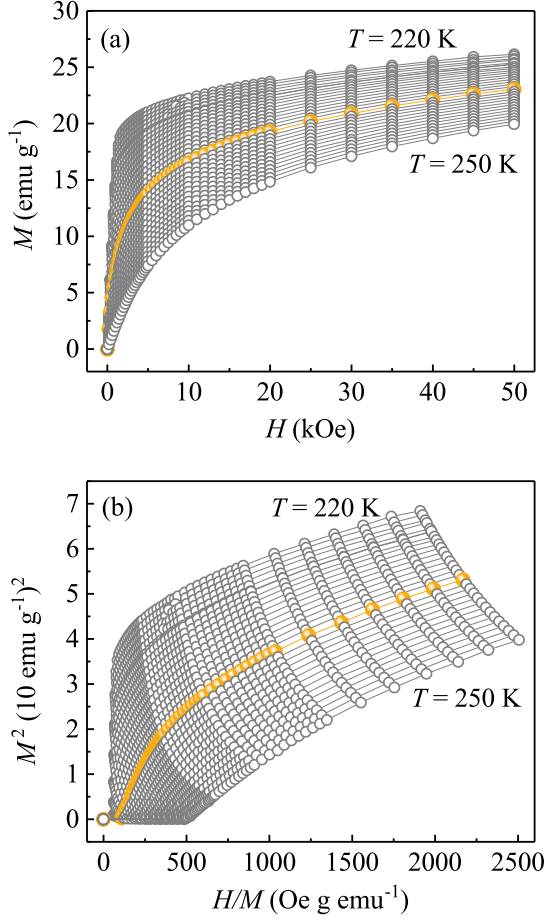 (a)
T = 220 K
T = 250 K
M (emu g⁻¹)
30
25
20
15
10
5
0
0 10 20 30 40 50
H (kOe)
(b)
T = 220 K
T = 250 K
M² (10 emu g⁻¹)²
7
6
5
4
3
2
1
0
0 500 1000 1500 2000 2500
H/M (Oe g emu⁻¹)